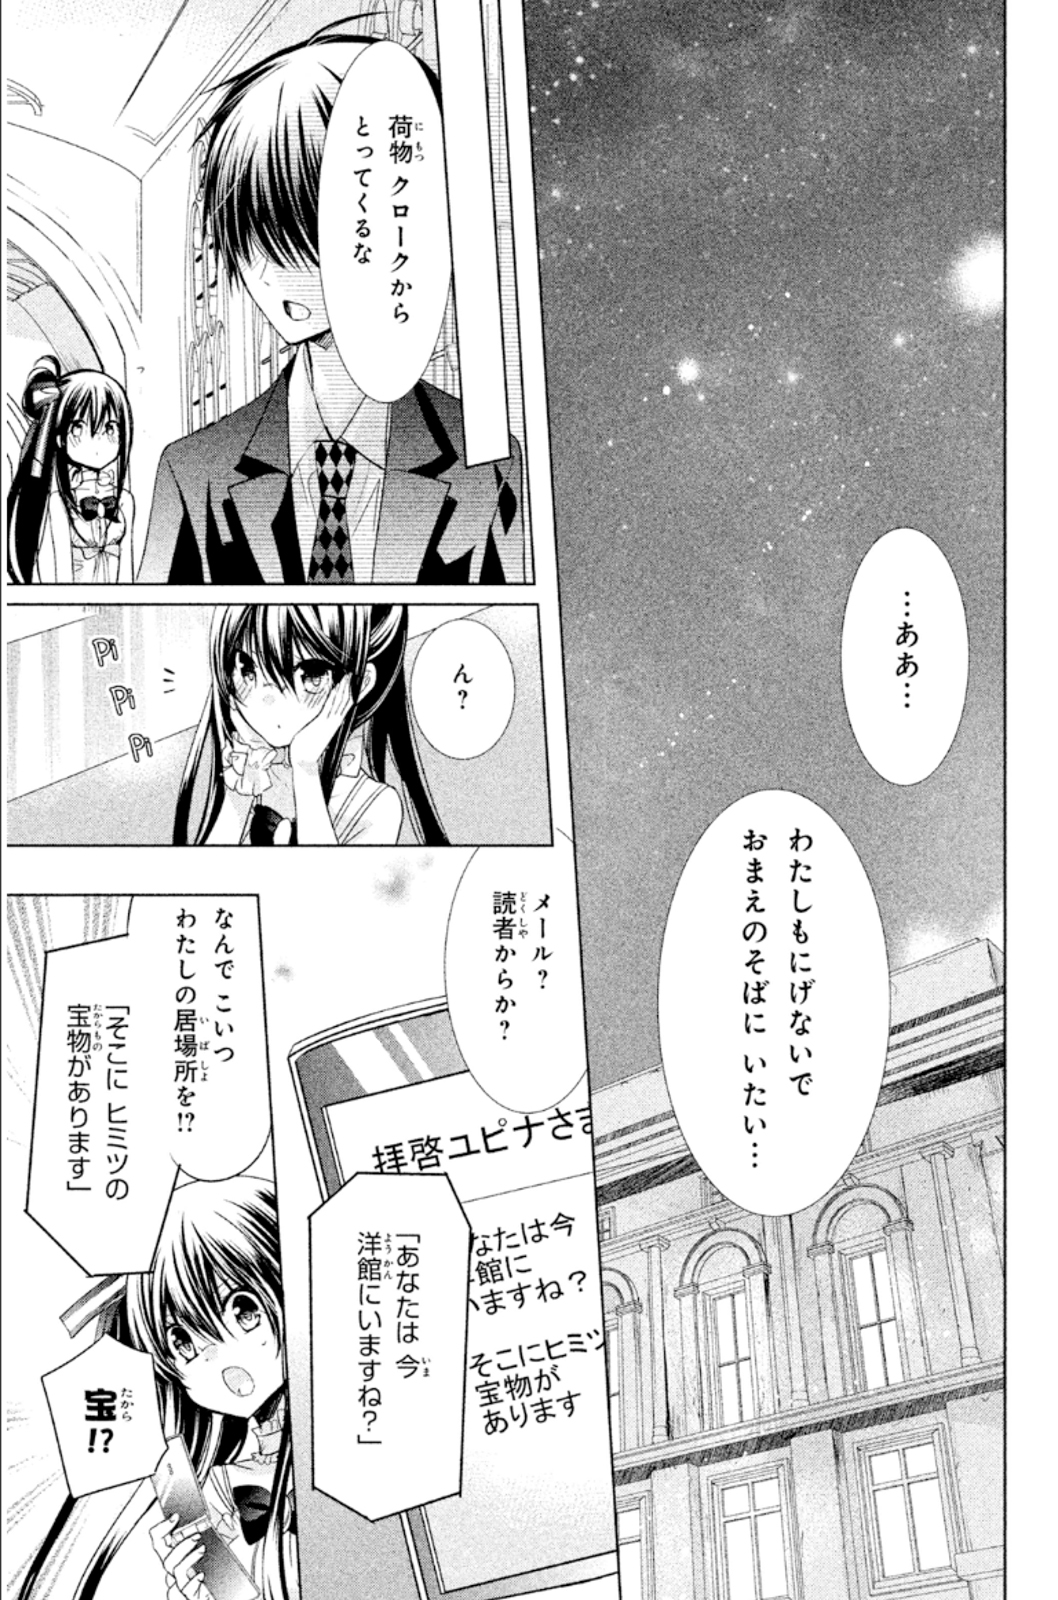 …ああ…
わたしもにげないで
おまえのそばに いたい…
荷物 クロークから
とってくるな
ん?
Pi
Pi
Pi
メール?
読者からか?
拝啓ユピナさま
なたは今
館に
いますね?
そこにヒミツ
宝物が
あります
「あなたは 今
洋館にいますね?」
なんで こいつ
わたしの居場所を!?
「そこに ヒミツの
宝物があります」
宝!?